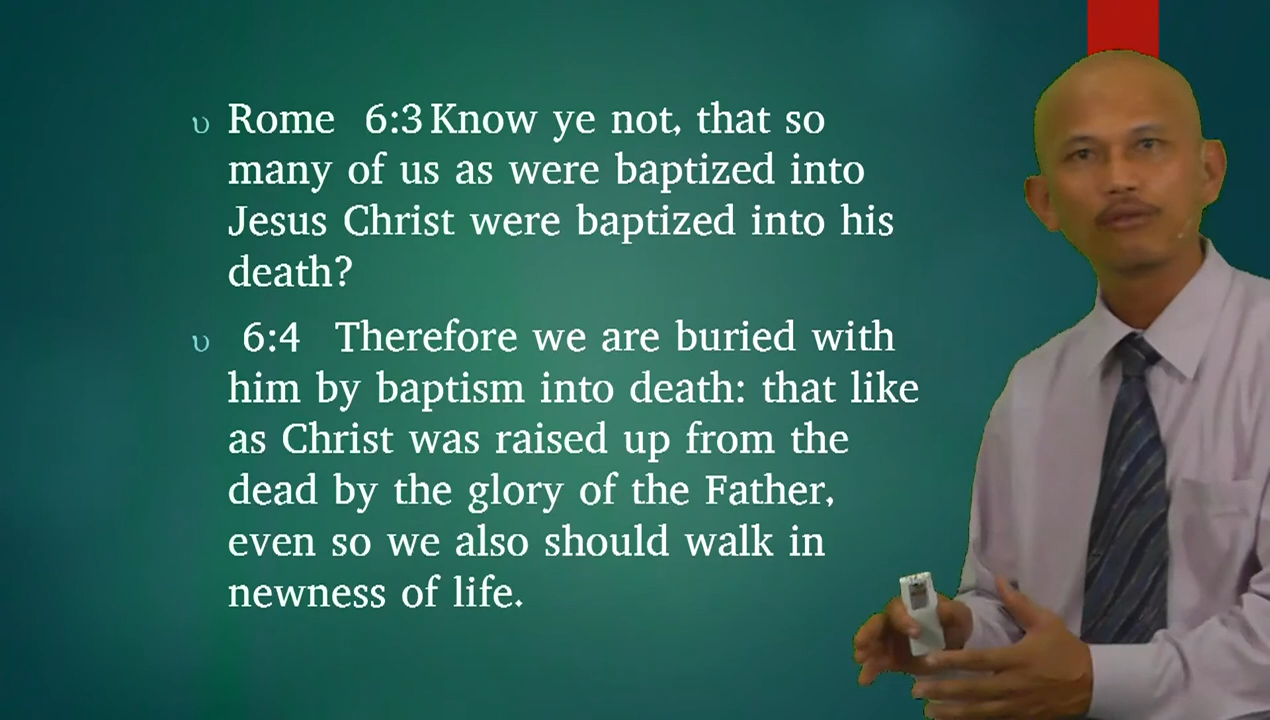 υ Rome 6:3 Know ye not, that so
many of us as were baptized into
Jesus Christ were baptized into his
death?
υ 6:4 Therefore we are buried with
him by baptism into death: that like
as Christ was raised up from the
dead by the glory of the Father,
even so we also should walk in
newness of life.